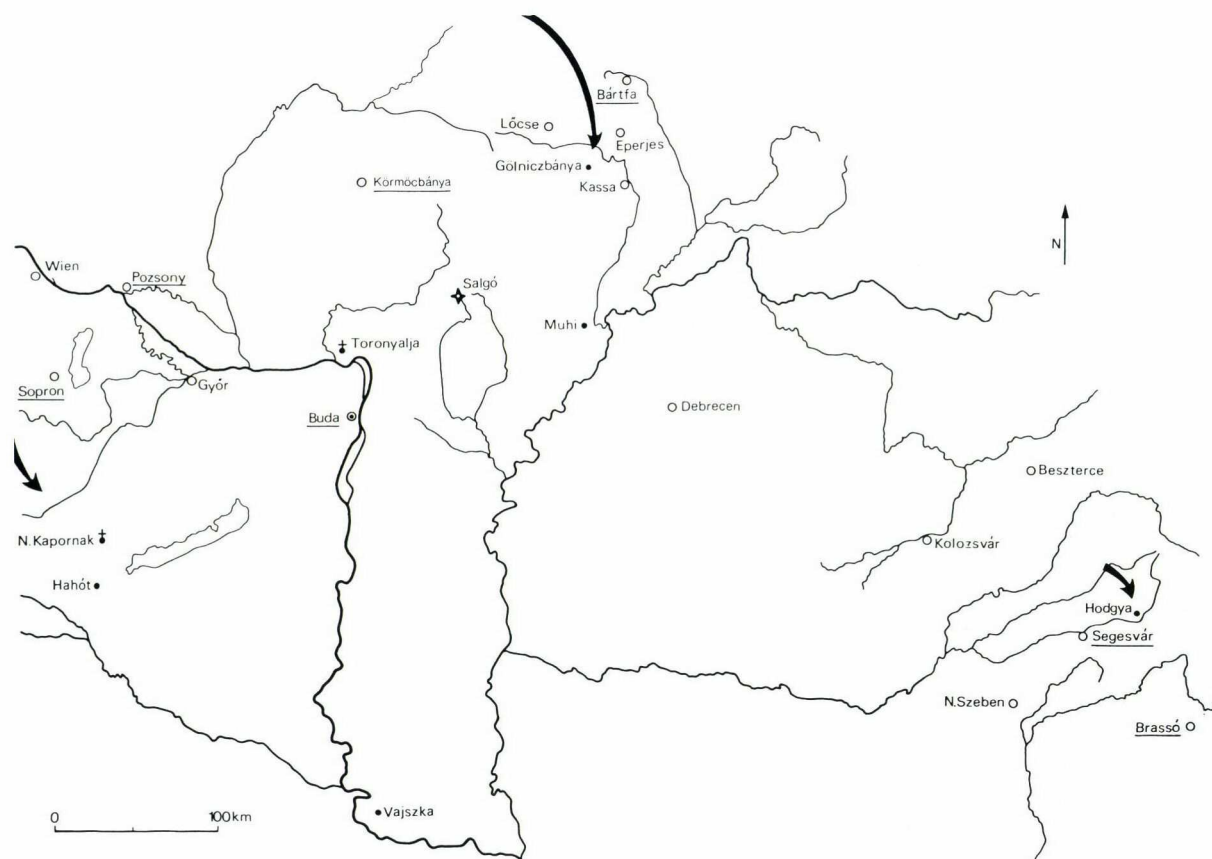 Bártfa
Lőcse
Eperjes
Gölniczbánya
Kassa
Körmöcbánya
N
Wien
Pozsony
Salgó
Muhi
Toronyalja
Sopron
Győr
Debrecen
Buda
Beszterce
N. Kapornak
Kolozsvár
Hahót
Hodgya
Segesvár
N.Szeben
Brassó
0 100km
Vajszka